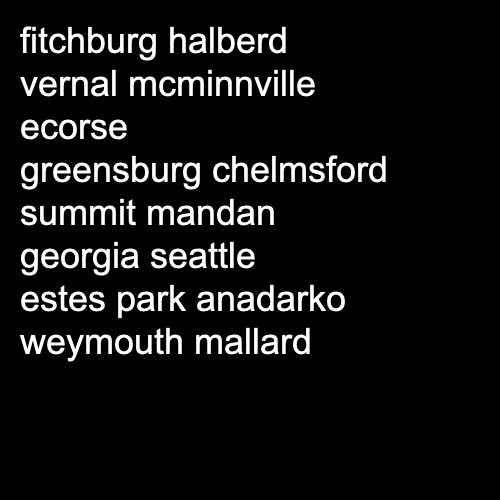 fitchburg halberd
vernal mcminnville
ecorse
greensburg chelmsford
summit mandan
georgia seattle
estes park anadarko
weymouth mallard